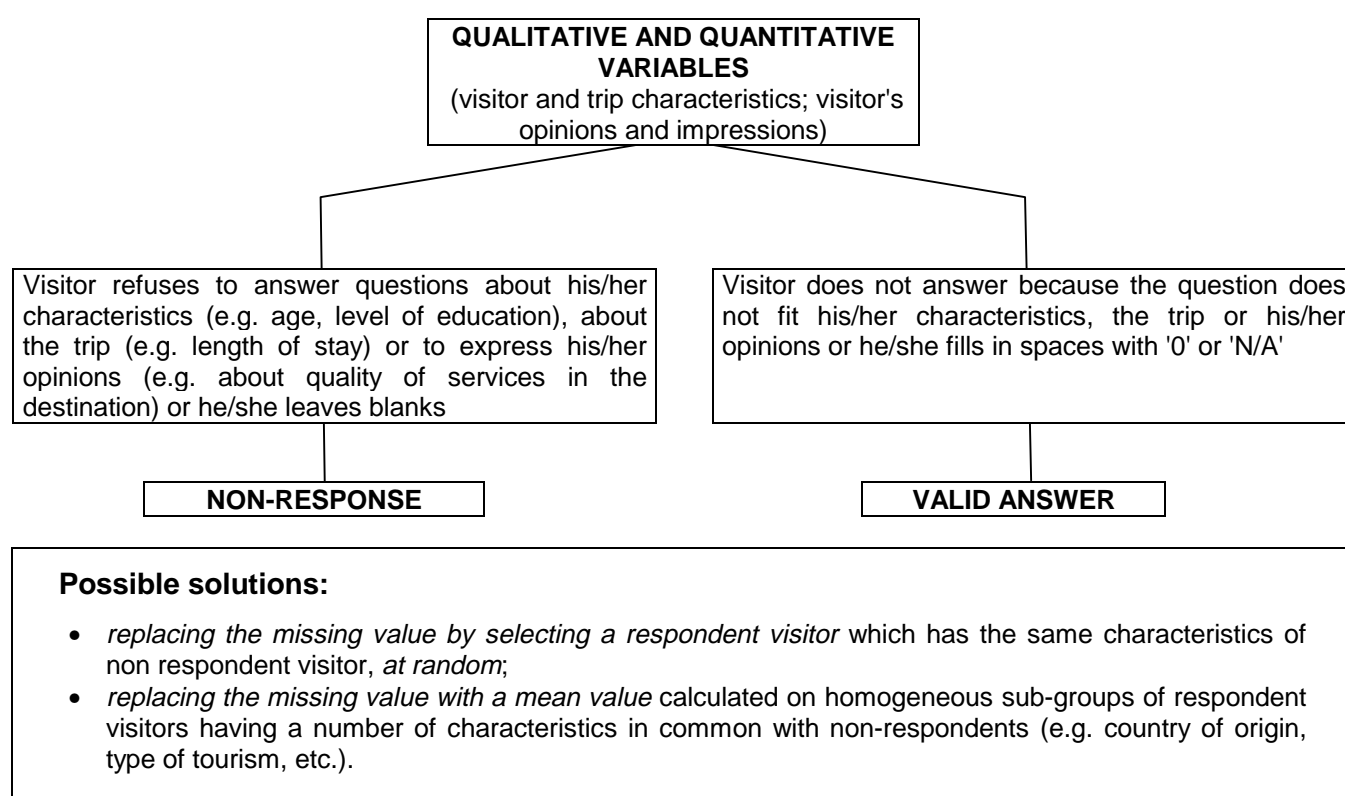 QUALITATIVE AND QUANTITATIVE
VARIABLES
(visitor and trip characteristics; visitor's
opinions and impressions)
Visitor refuses to answer questions about his/her
characteristics (e.g. age, level of education), about
the trip (e.g. length of stay) or to express his/her
opinions (e.g. about quality of services in the
destination) or he/she leaves blanks
Visitor does not answer because the question does
not fit his/her characteristics, the trip or his/her
opinions or he/she fills in spaces with '0' or 'N/A'
NON-RESPONSE
VALID ANSWER
Possible solutions:
• replacing the missing value by selecting a respondent visitor which has the same characteristics of
non respondent visitor, at random;
• replacing the missing value with a mean value calculated on homogeneous sub-groups of respondent
visitors having a number of characteristics in common with non-respondents (e.g. country of origin,
type of tourism, etc.).